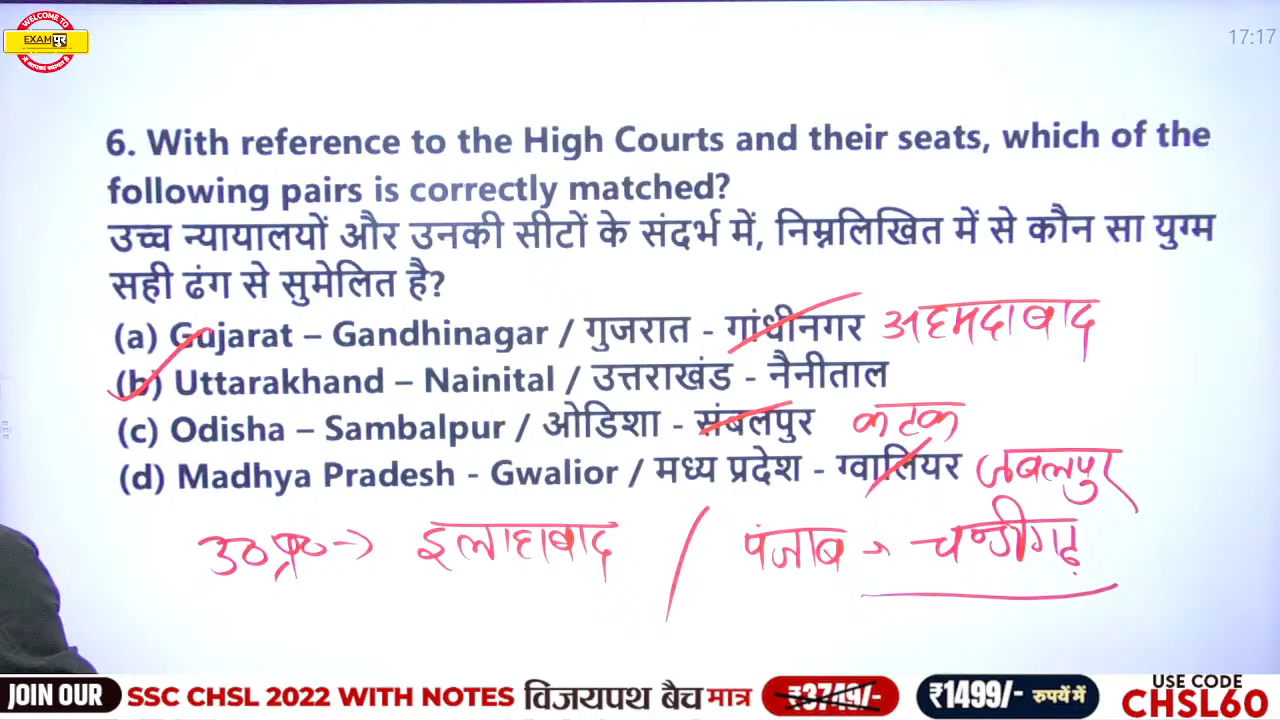 WELCOME TO
EXAMपुर
17:17
6. With reference to the High Courts and their seats, which of the
following pairs is correctly matched?
उच्च न्यायालयों और उनकी सीटों के संदर्भ में, निम्नलिखित में से कौन सा युग्म
सही ढंग से सुमेलित है?
(a) Gujarat – Gandhinagar / गुजरात - गांधीनगर अहमदाबाद
(b) Uttarakhand – Nainital / उत्तराखंड - नैनीताल
(c) Odisha – Sambalpur / ओडिशा - संबलपुर कटक
(d) Madhya Pradesh - Gwalior / मध्य प्रदेश - ग्वालियर जबलपुर
उ०प्र० → इलाहाबाद / पंजाब → चण्डीगढ़
JOIN OUR SSC CHSL 2022 WITH NOTES विजयपथ बैच मात्र ₹3749/- ₹1499/- रुपये में USE CODE
CHSL60